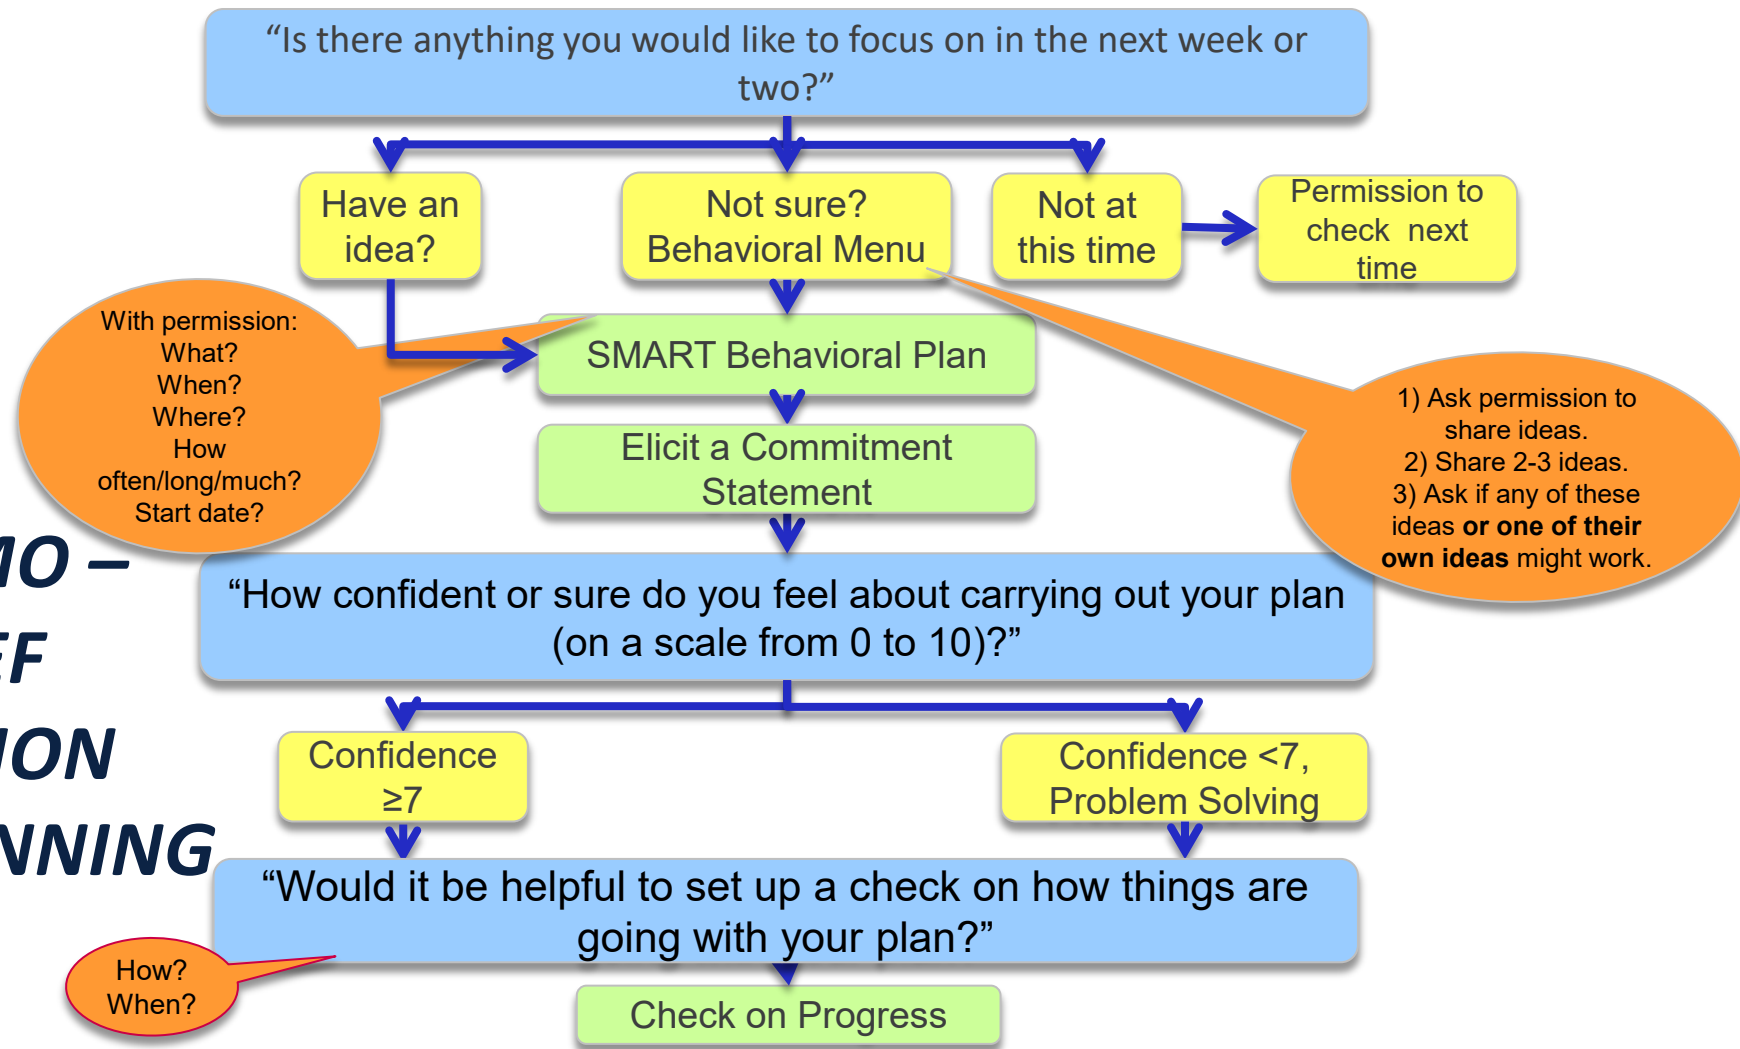 “Is there anything you would like to focus on in the next week or
two?”
Have an
idea?
Not sure?
Behavioral Menu
Not at
this time
Permission to
check next
time
With permission:
What?
When?
Where?
How
often/long/much?
Start date?
SMART Behavioral Plan
1) Ask permission to
share ideas.
2) Share 2-3 ideas.
3) Ask if any of these
ideas or one of their
own ideas might work.
Elicit a Commitment
Statement
MO –
EF
ION
NNING
“How confident or sure do you feel about carrying out your plan
(on a scale from 0 to 10)?”
Confidence
≥7
Confidence <7,
Problem Solving
“Would it be helpful to set up a check on how things are
going with your plan?”
How?
When?
Check on Progress